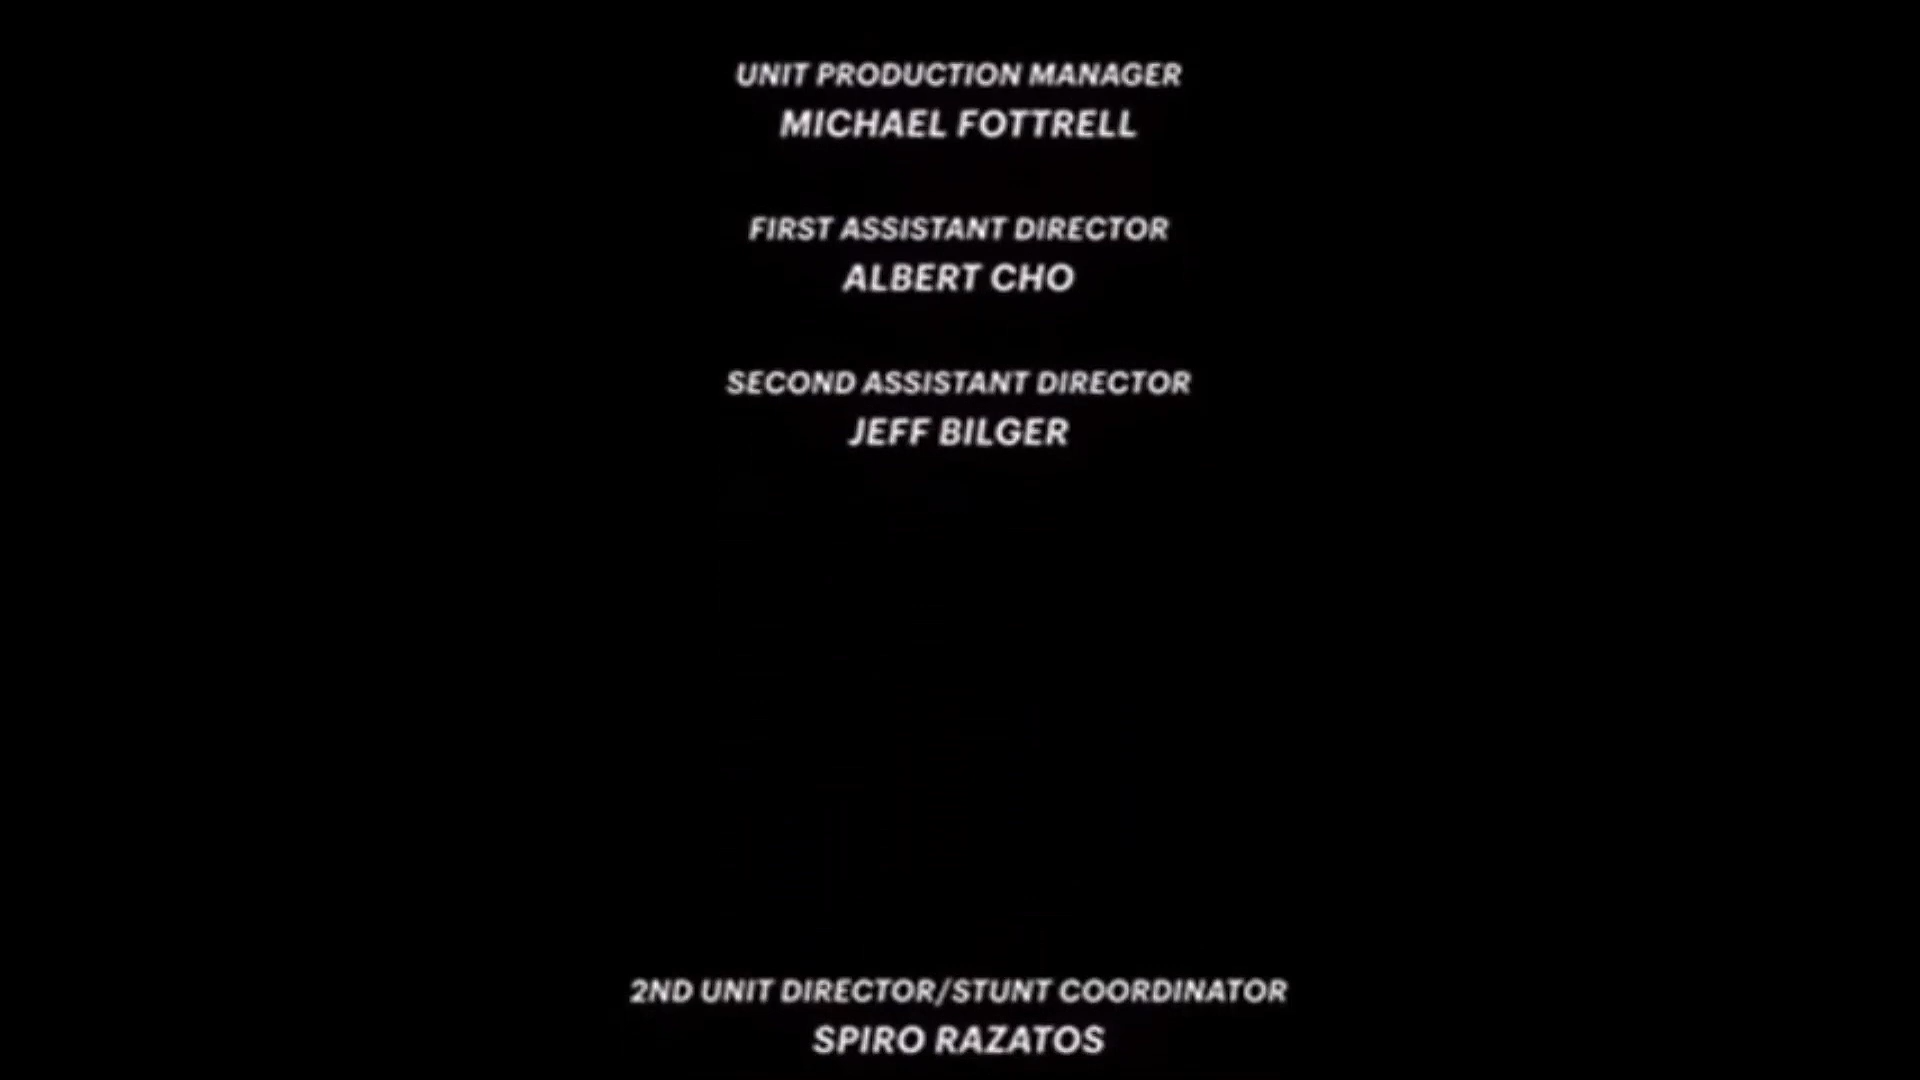 UNIT PRODUCTION MANAGER
MICHAEL FOTTRELL
FIRST ASSISTANT DIRECTOR
ALBERT CHO
SECOND ASSISTANT DIRECTOR
JEFF BILGER
2ND UNIT DIRECTOR/STUNT COORDINATOR
SPIRO RAZATOS